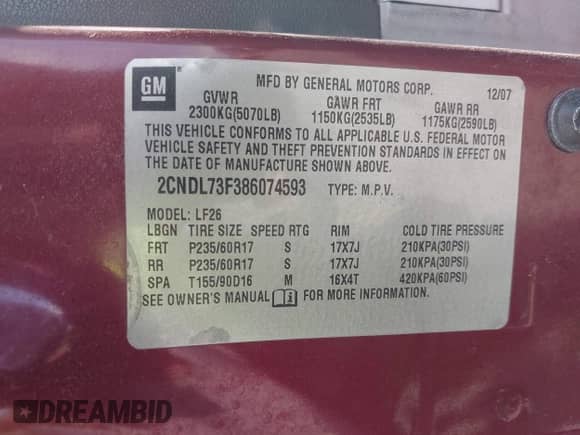 GM
MFD BY GENERAL MOTORS CORP. 12/07
GVWR GAWR FRT GAWR RR
2300KG(5070LB) 1150KG(2535LB) 1175KG(2590LB)
THIS VEHICLE CONFORMS TO ALL APPLICABLE U.S. FEDERAL MOTOR
VEHICLE SAFETY AND THEFT PREVENTION STANDARDS IN EFFECT ON
THE DATE OF MANUFACTURE SHOWN ABOVE.
2CNDL73F386074593 TYPE: M.P.V.
MODEL: LF26
LBGN TIRE SIZE SPEED RTG RIM COLD TIRE PRESSURE
FRT P235/60R17 S 17X7J 210KPA(30PSI)
RR P235/60R17 S 17X7J 210KPA(30PSI)
SPA T155/90D16 M 16X4T 420KPA(60PSI)
SEE OWNER'S MANUAL FOR MORE INFORMATION.
DREAMBID